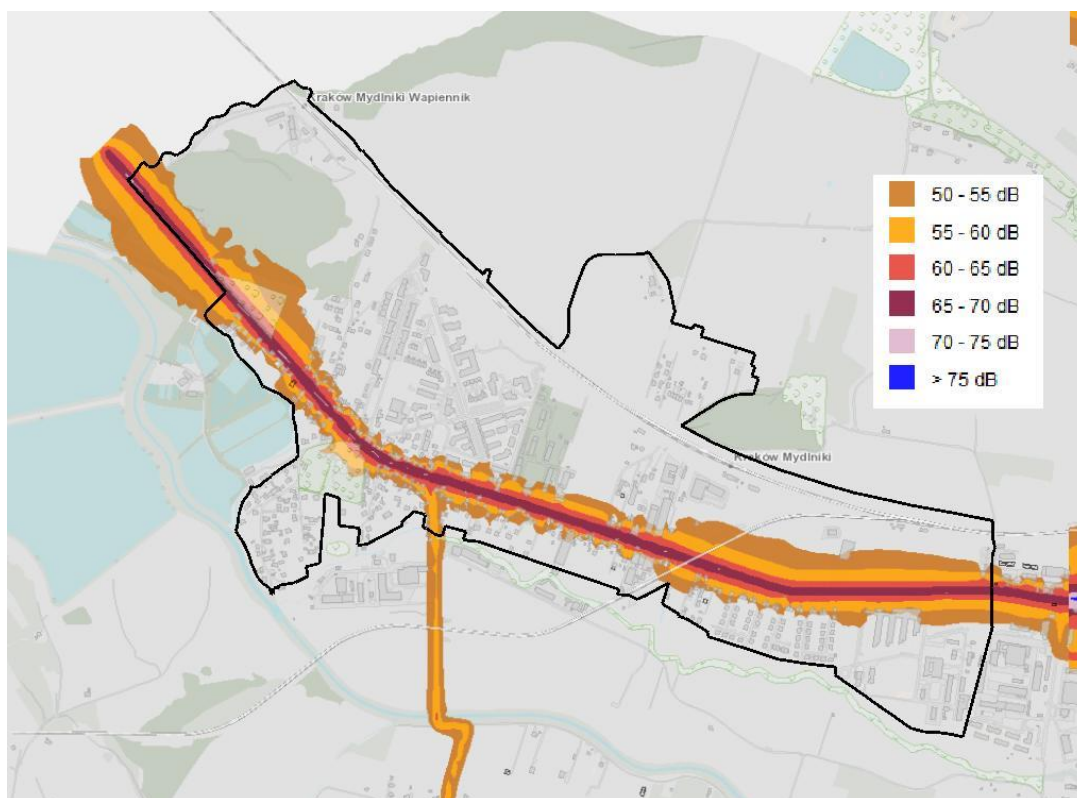 Kraków Mydlniki Wapiennik
50 - 55 dB
55 - 60 dB
60 - 65 dB
65 - 70 dB
70 - 75 dB
> 75 dB
Kraków Mydlniki